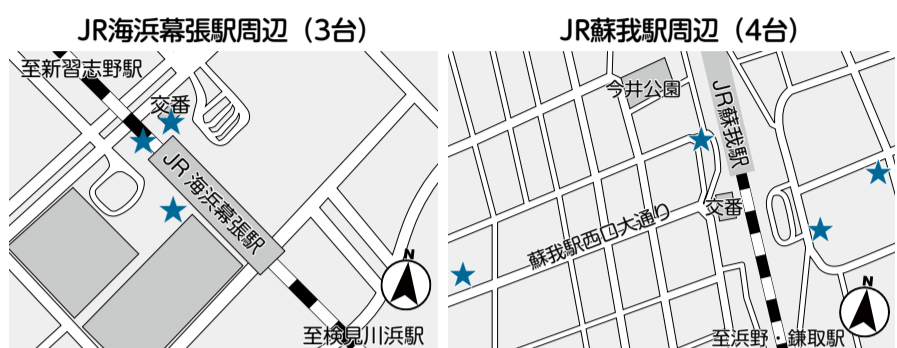 JR海浜幕張駅周辺（3台）
至新習志野駅
交番
JR 海浜幕張駅
N
至検見川浜駅
JR蘇我駅周辺（4台）
今井公園
JR蘇我駅
交番
蘇我駅西口大通り
N
至浜野・鎌取駅